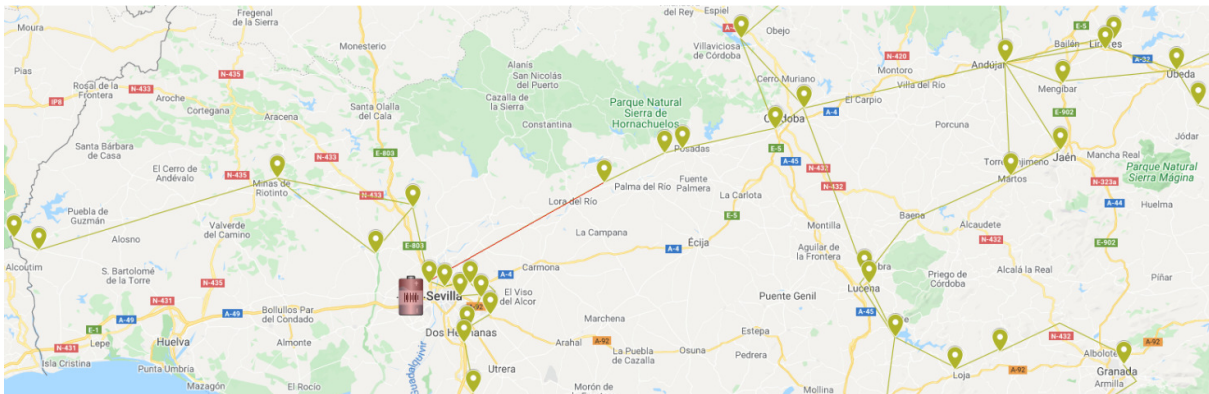 Fregenal
de la Sierra
Moura
Pias
Rosal de la
Frontera
IP8
N-435
N-433
Aroche
Cortegana
Aracena
Monesterio
Santa Olalla
del Cala
E-803
Santa Bárbara
de Casa
El Cerro de
Andévalo
N-435
N-433
Minas de
Riotinto
N-433
Puebla de
Guzmán
Alosno
Valverde
del Camino
E-803
Alcoutim
S. Bartolomé
de la Torre
N-435
N-431
A-49
E-1
Lepe
A-49
N-431
Isla Cristina
Huelva
Punta Umbría
Mazagón
Bollullos Par
del Condado
A-49
Almonte
El Rocío
Alanís
San Nicolás
del Puerto
Cazalla de
la Sierra
Constantina
Parque Natural
Sierra de
Hornachuelos
Posadas
Palma del Río
Fuente
Palmera
Lora del Río
La Campana
La Carlota
E-5
Écija
A-4
Carmona
A-4
Sevilla
El Viso
del Alcor
Dos Hermanas
Guadalquivir
Utrera
Arahal
A-92
Marchena
La Puebla
de Cazalla
Osuna
Morón de
Estepa
Pedrera
Puente Genil
del Rey
Espiel
Obejo
Villaviciosa
de Córdoba
Cerro Muriano
N-420
Montoro
Villa del Río
El Carpio
Córdoba
A-4
E-5
A-45
N-432
N-432
Montilla
Aguilar de
la Frontera
Lucena
A-45
Mollina
Loja
A-92
Priego de
Córdoba
Baena
Alcaudete
N-432
Alcalá la Real
Porcuna
Torredonjimeno
Martos
Jaén
Andújar
Bailén
E-5
Linares
A-32
Úbeda
Mengíbar
E-902
Jódar
Mancha Real
Parque Natural
Sierra Mágina
N-323a
A-44
Huelma
E-902
Píñar
N-432
Albolote
A-92
Granada
Armilla